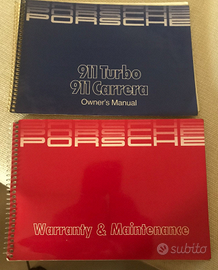 PORSCHE
911 Turbo
911 Carrera
Owner's Manual
PORSCHE
Warranty & Maintenance
subito